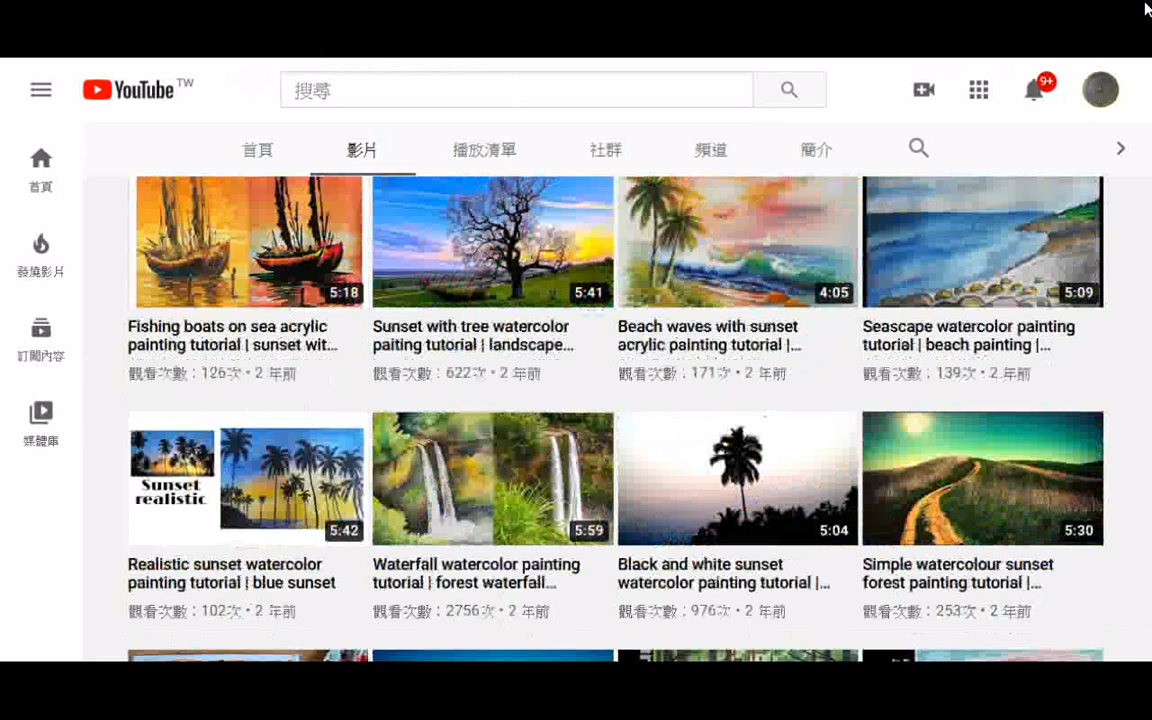 YouTube TW
搜尋
9+
首頁
影片
播放清單
社群
頻道
簡介
首頁
發燒影片
訂閱內容
媒體庫
5:18
5:41
4:05
5:09
Fishing boats on sea acrylic
painting tutorial | sunset wit...
觀看次數：126次 • 2 年前
Sunset with tree watercolor
paiting tutorial | landscape...
觀看次數：622次 • 2 年前
Beach waves with sunset
acrylic painting tutorial |...
觀看次數：171次 • 2 年前
Seascape watercolor painting
tutorial | beach painting |...
觀看次數：139次 • 2 年前
Sunset
realistic
5:42
5:59
5:04
5:30
Realistic sunset watercolor
painting tutorial | blue sunset
觀看次數：102次 • 2 年前
Waterfall watercolor painting
tutorial | forest waterfall...
觀看次數：2756次 • 2 年前
Black and white sunset
watercolor painting tutorial |...
觀看次數：976次 • 2 年前
Simple watercolour sunset
forest painting tutorial |...
觀看次數：253次 • 2 年前